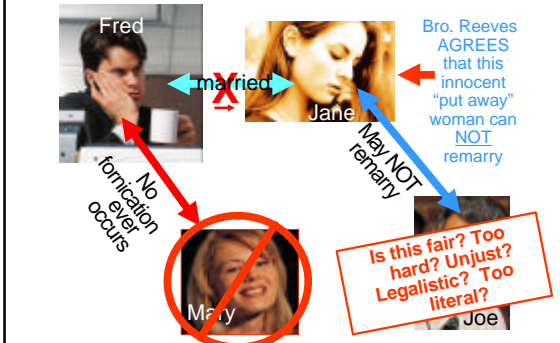 Fred
married
X
Jane
Bro. Reeves
AGREES
that this
innocent
"put away"
woman can
NOT
remarry
No
fornication
ever
occurs
May NOT
remarry
Mary
Is this fair? Too
hard? Unjust?
Legalistic? Too
literal?
Joe